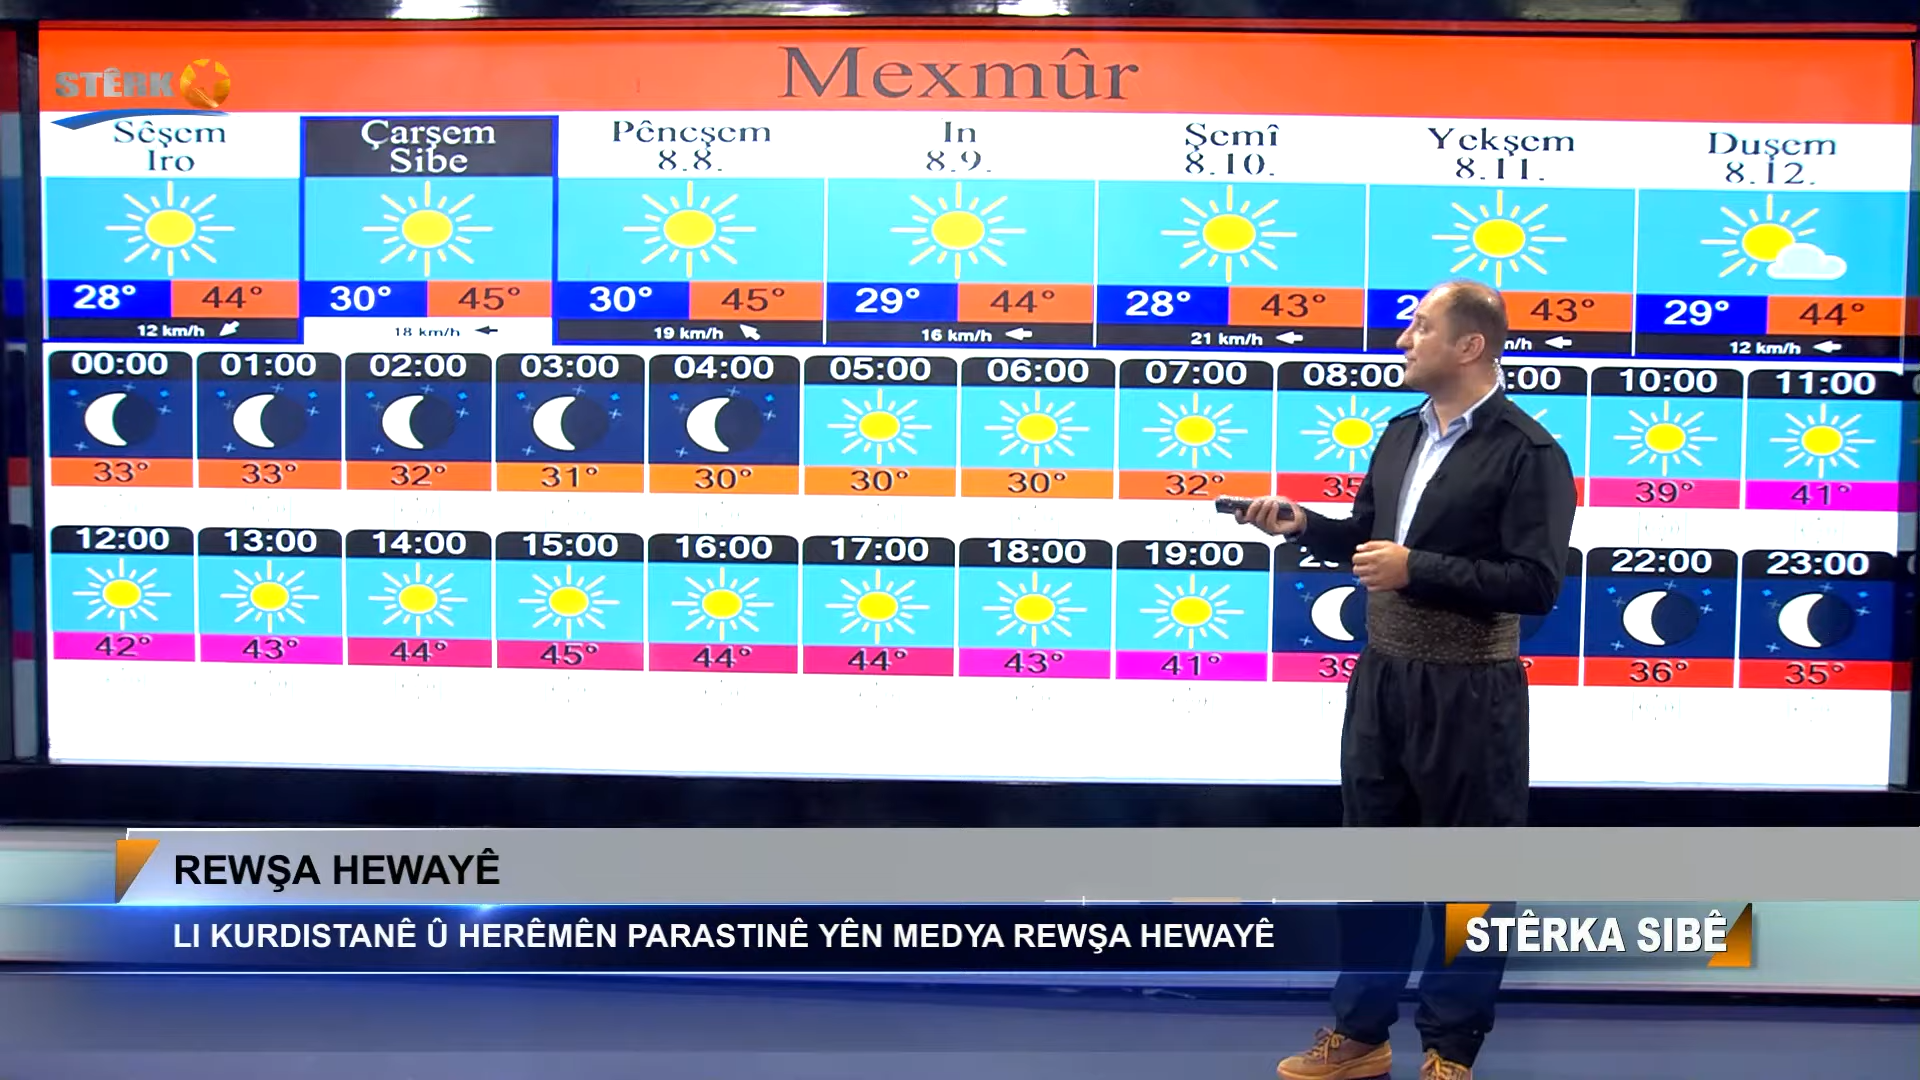 Mexmûr
STÊRK
Sêşem Çarşem Pêncşem În Şemî Yekşem Duşem
Iro Sibe 8.8. 8.9. 8.10. 8.11. 8.12.
28° 44° 30° 45° 30° 45° 29° 44° 28° 43° 43° 29° 44°
12 km/h 18 km/h 19 km/h 16 km/h 21 km/h 12 km/h
00:00 01:00 02:00 03:00 04:00 05:00 06:00 07:00 08:00 10:00 11:00
33° 33° 32° 31° 30° 30° 30° 32° 35 39° 41°
12:00 13:00 14:00 15:00 16:00 17:00 18:00 19:00 22:00 23:00
42° 43° 44° 45° 44° 44° 43° 41° 39 36° 35°
REWŞA HEWAYÊ
LI KURDISTANÊ Û HERÊMÊN PARASTINÊ YÊN MEDYA REWŞA HEWAYÊ
STÊRKA SIBÊ